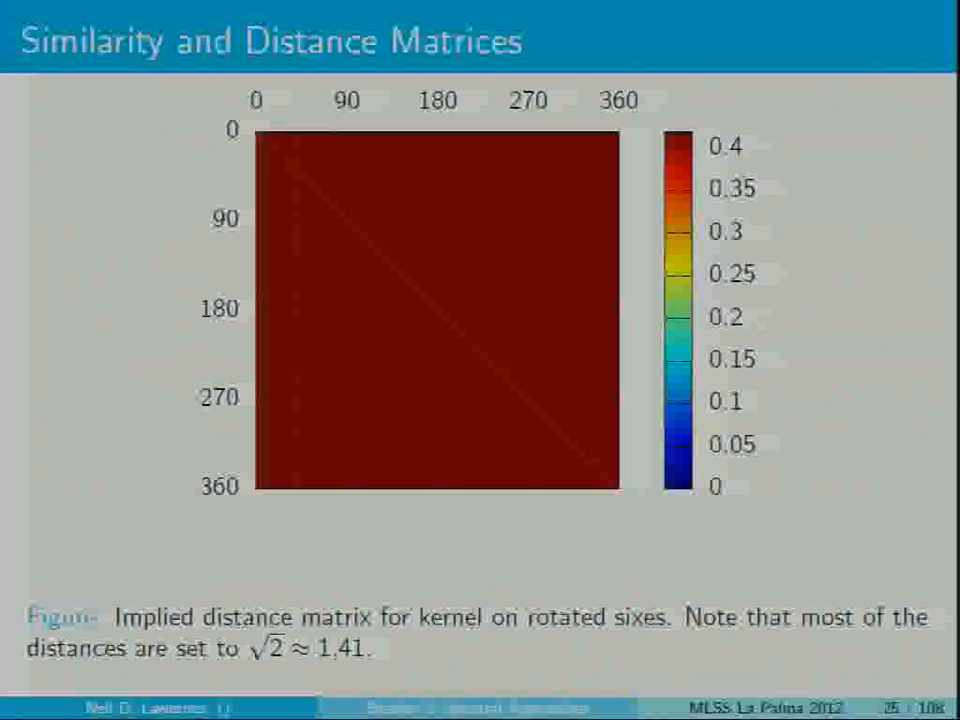 Similarity and Distance Matrices
0 90 180 270 360
0
90
180
270
360
0.4
0.35
0.3
0.25
0.2
0.15
0.1
0.05
0
Figure: Implied distance matrix for kernel on rotated sixes. Note that most of the
distances are set to √2 ≈ 1.41.
Neil D. Lawrence ()
MLSS La Palma 2012 25 / 108